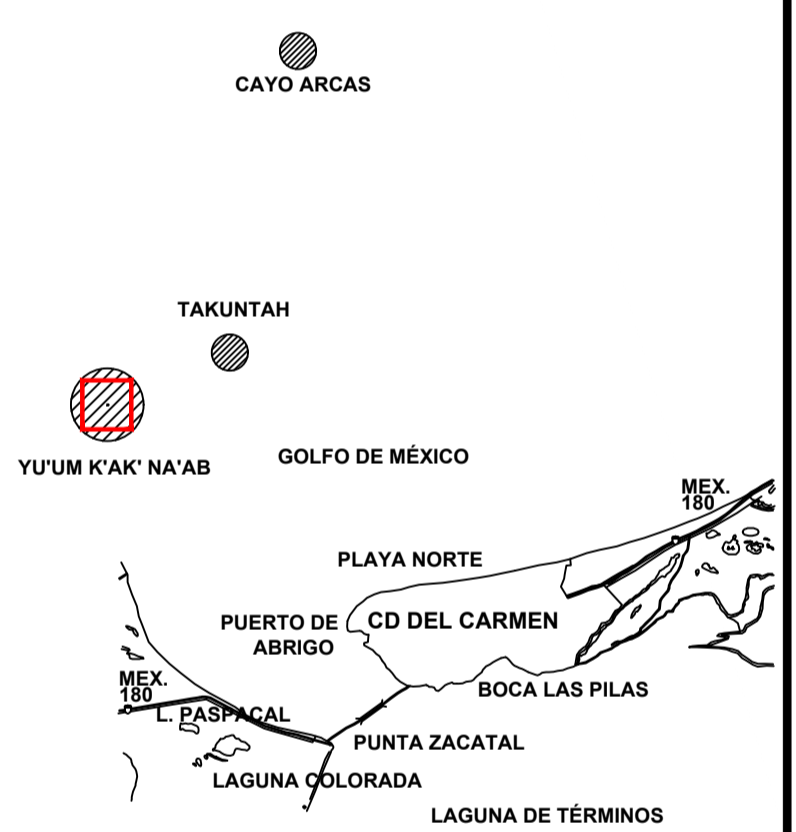 CAYO ARCAS
TAKUNTAH
YU'UM K'AK' NA'AB
GOLFO DE MÉXICO
MEX.
180
PLAYA NORTE
PUERTO DE
ABRIGO
CD DEL CARMEN
MEX.
180
BOCA LAS PILAS
L. PASPACAL
PUNTA ZACATAL
LAGUNA COLORADA
LAGUNA DE TÉRMINOS